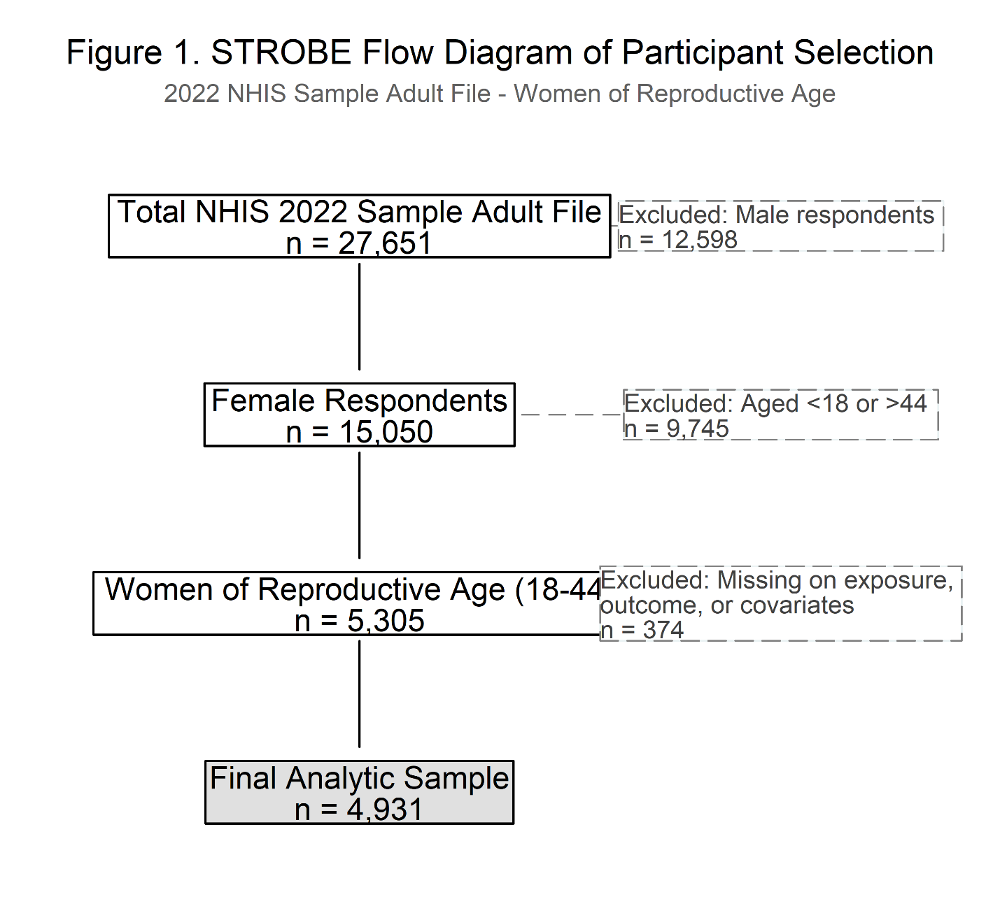 Figure 1. STROBE Flow Diagram of Participant Selection
2022 NHIS Sample Adult File - Women of Reproductive Age
Total NHIS 2022 Sample Adult File
n = 27,651
Excluded: Male respondents
n = 12,598
Female Respondents
n = 15,050
Excluded: Aged <18 or >44
n = 9,745
Women of Reproductive Age (18-44
n = 5,305
Excluded: Missing on exposure,
outcome, or covariates
n = 374
Final Analytic Sample
n = 4,931